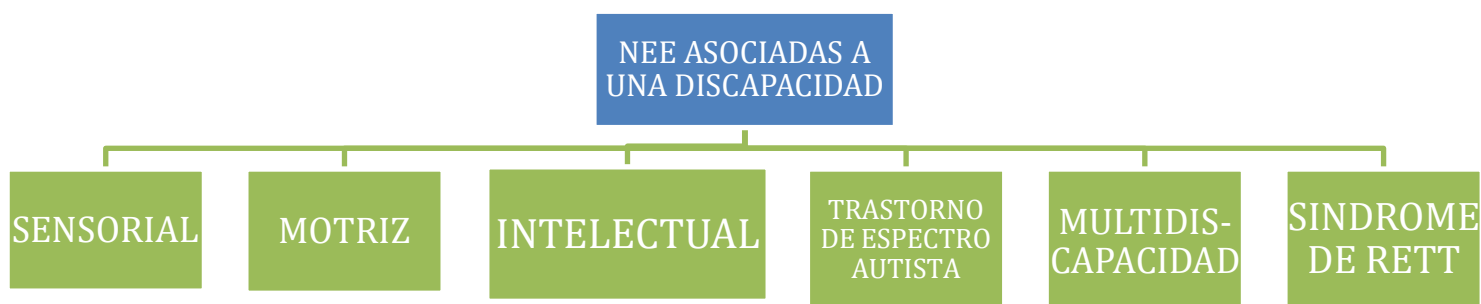 NEE ASOCIADAS A
UNA DISCAPACIDAD
SENSORIAL
MOTRIZ
INTELECTUAL
TRASTORNO
DE ESPECTRO
AUTISTA
MULTIDIS-
CAPACIDAD
SINDROME
DE RETT